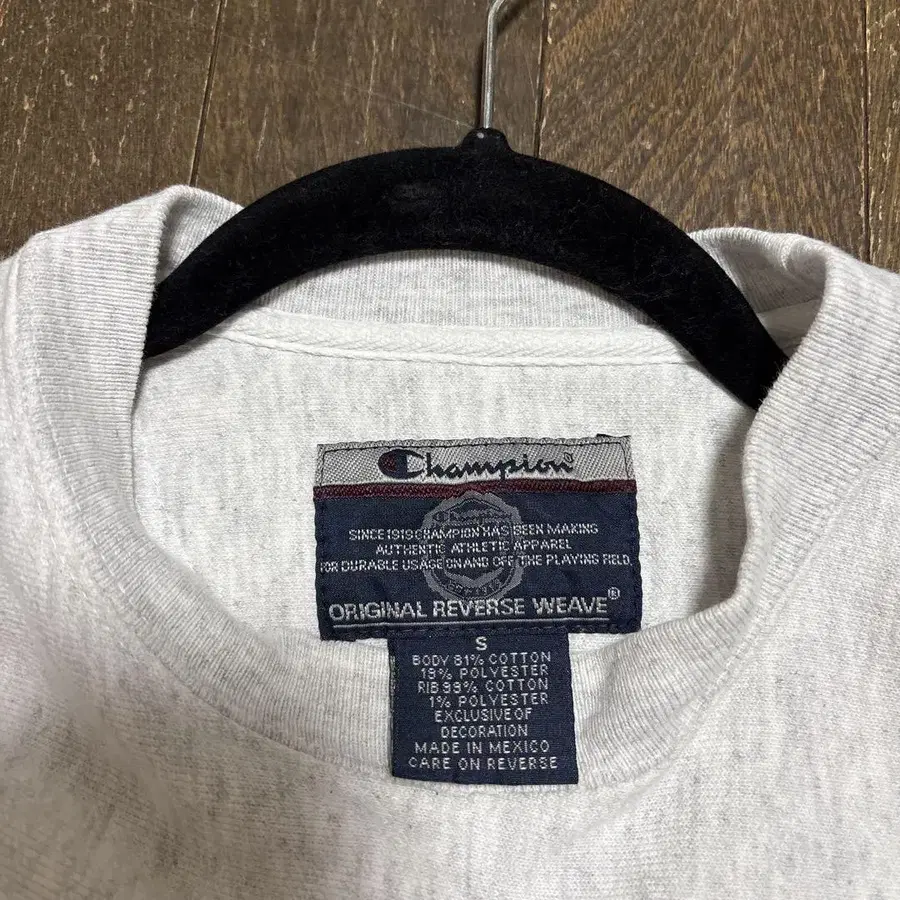 Champion®
Champion
SINCE 1919 CHAMPION HAS BEEN MAKING
AUTHENTIC ATHLETIC APPAREL
FOR DURABLE USAGE ON AND OFF THE PLAYING FIELD
ORIGINAL REVERSE WEAVE®
S
BODY 81% COTTON
19% POLYESTER
RIB 99% COTTON
1% POLYESTER
EXCLUSIVE OF
DECORATION
MADE IN MEXICO
CARE ON REVERSE